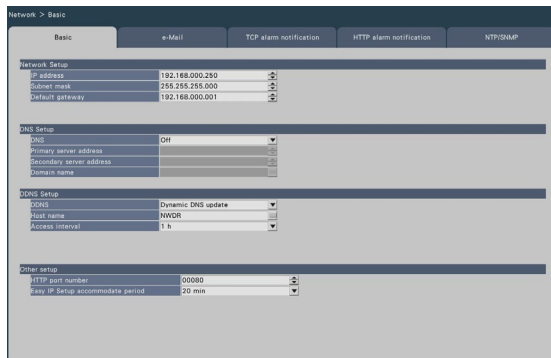 Network > Basic
Basic
e-Mail
TCP alarm notification
HTTP alarm notification
NTP/SNMP
Network Setup
IP address 192.168.000.250
Subnet mask 255.255.255.000
Default gateway 192.168.000.001
DNS Setup
DNS Off
Primary server address
Secondary server address
Domain name
DDNS Setup
DDNS Dynamic DNS update
Host name NWDR
Access interval 1 h
Other setup
HTTP port number 00080
Easy IP Setup accommodate period 20 min